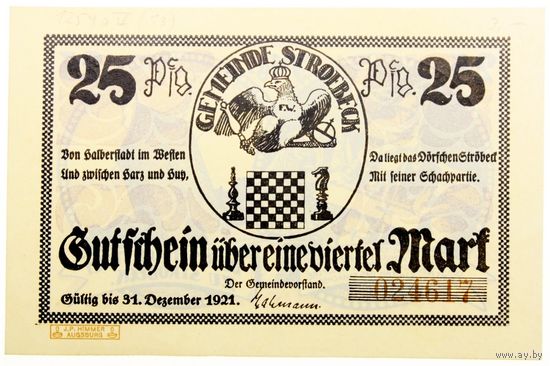 25 Pfg.
GEMEINDE STROEBECK
Pfg. 25
Von Halberstadt im Westen
Und zwischen Harz und Huy,
Da liegt das Dörfchen Ströbeck
Mit seiner Schachpartie.
Gutschein über eine viertel Mark
Der Gemeindevorstand.
Gültig bis 31. Dezember 1921.
024617
J.P. HIMMER
AUGSBURG
www.ay.by